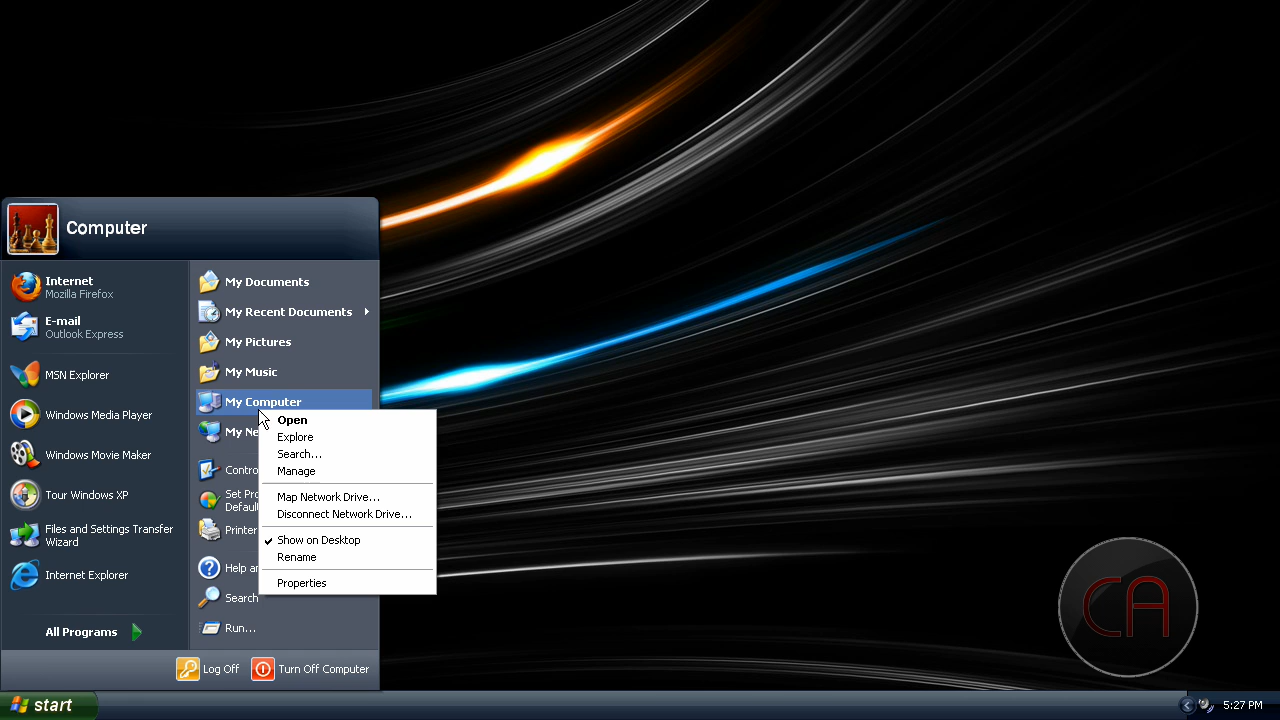 Computer
Internet
Mozilla Firefox
E-mail
Outlook Express
MSN Explorer
Windows Media Player
Windows Movie Maker
Tour Windows XP
Files and Settings Transfer
Wizard
Internet Explorer
All Programs
My Documents
My Recent Documents
My Pictures
My Music
My Computer
My Ne
Contro
Set Pro
Defaul
Printer
Help an
Search
Run...
Open
Explore
Search...
Manage
Map Network Drive...
Disconnect Network Drive...
Show on Desktop
Rename
Properties
Log Off
Turn Off Computer
CA
start
5:27 PM